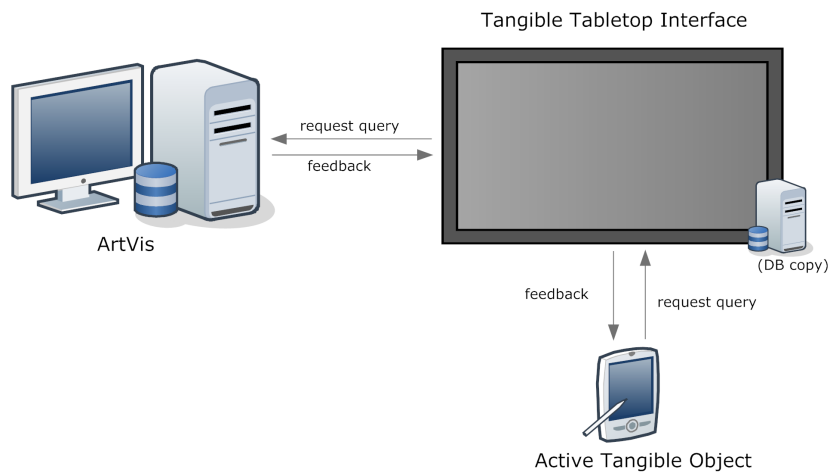 Tangible Tabletop Interface
request query
feedback
ArtVis
(DB copy)
feedback
request query
Active Tangible Object